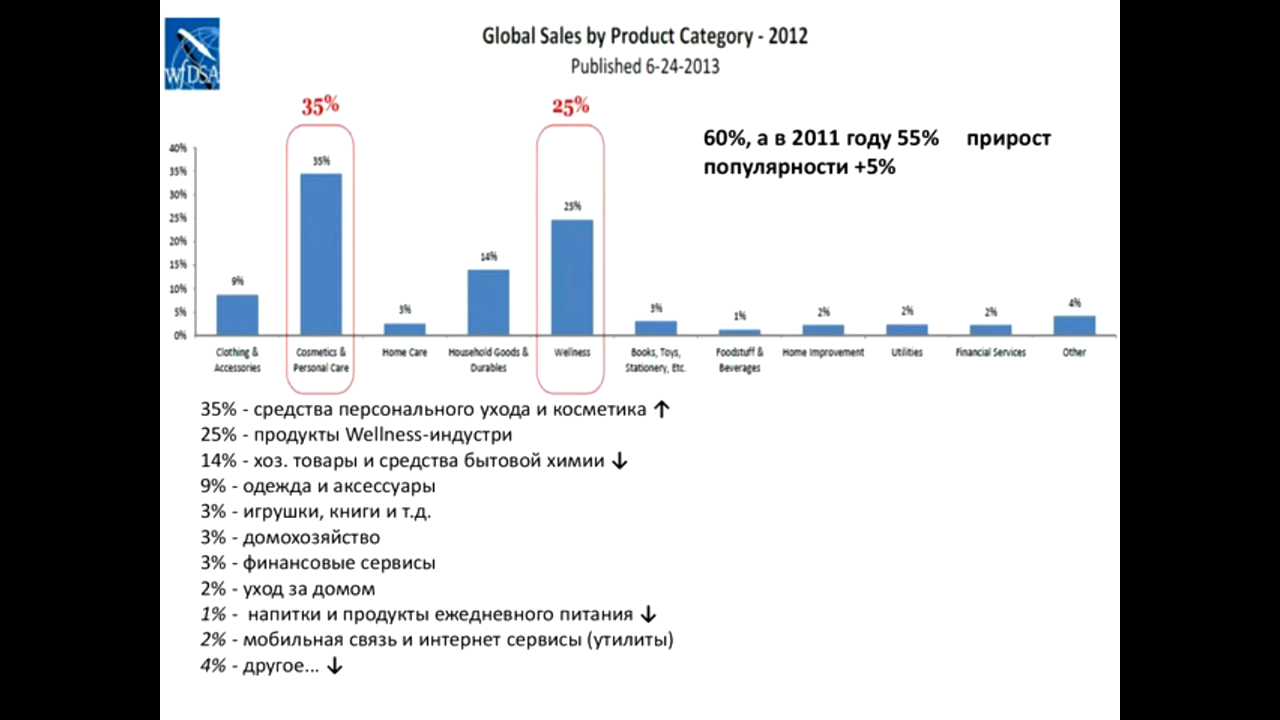 WFDSA
Global Sales by Product Category - 2012
Published 6-24-2013
35%
25%
60%, а в 2011 году 55% прирост
популярности +5%
40%
35%
30%
25%
20%
15%
10%
5%
0%
9%
35%
3%
14%
25%
3%
1%
2%
2%
2%
4%
Clothing &
Accessories
Cosmetics &
Personal Care
Home Care
Household Goods &
Durables
Wellness
Books, Toys,
Stationery, Etc.
Foodstuff &
Beverages
Home Improvement
Utilities
Financial Services
Other
35% - средства персонального ухода и косметика ↑
25% - продукты Wellness-индустри
14% - хоз. товары и средства бытовой химии ↓
9% - одежда и аксессуары
3% - игрушки, книги и т.д.
3% - домохозяйство
3% - финансовые сервисы
2% - уход за домом
1% - напитки и продукты ежедневного питания ↓
2% - мобильная связь и интернет сервисы (утилиты)
4% - другое... ↓